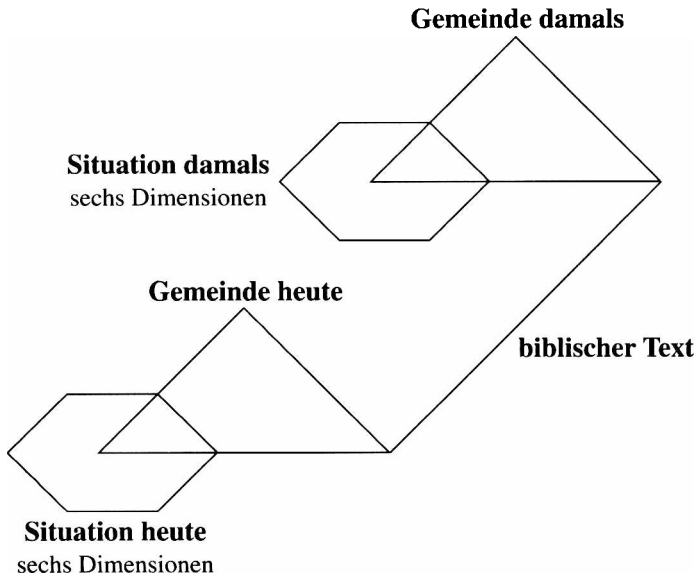 Gemeinde damals
Situation damals
sechs Dimensionen
Gemeinde heute
biblischer Text
Situation heute
sechs Dimensionen